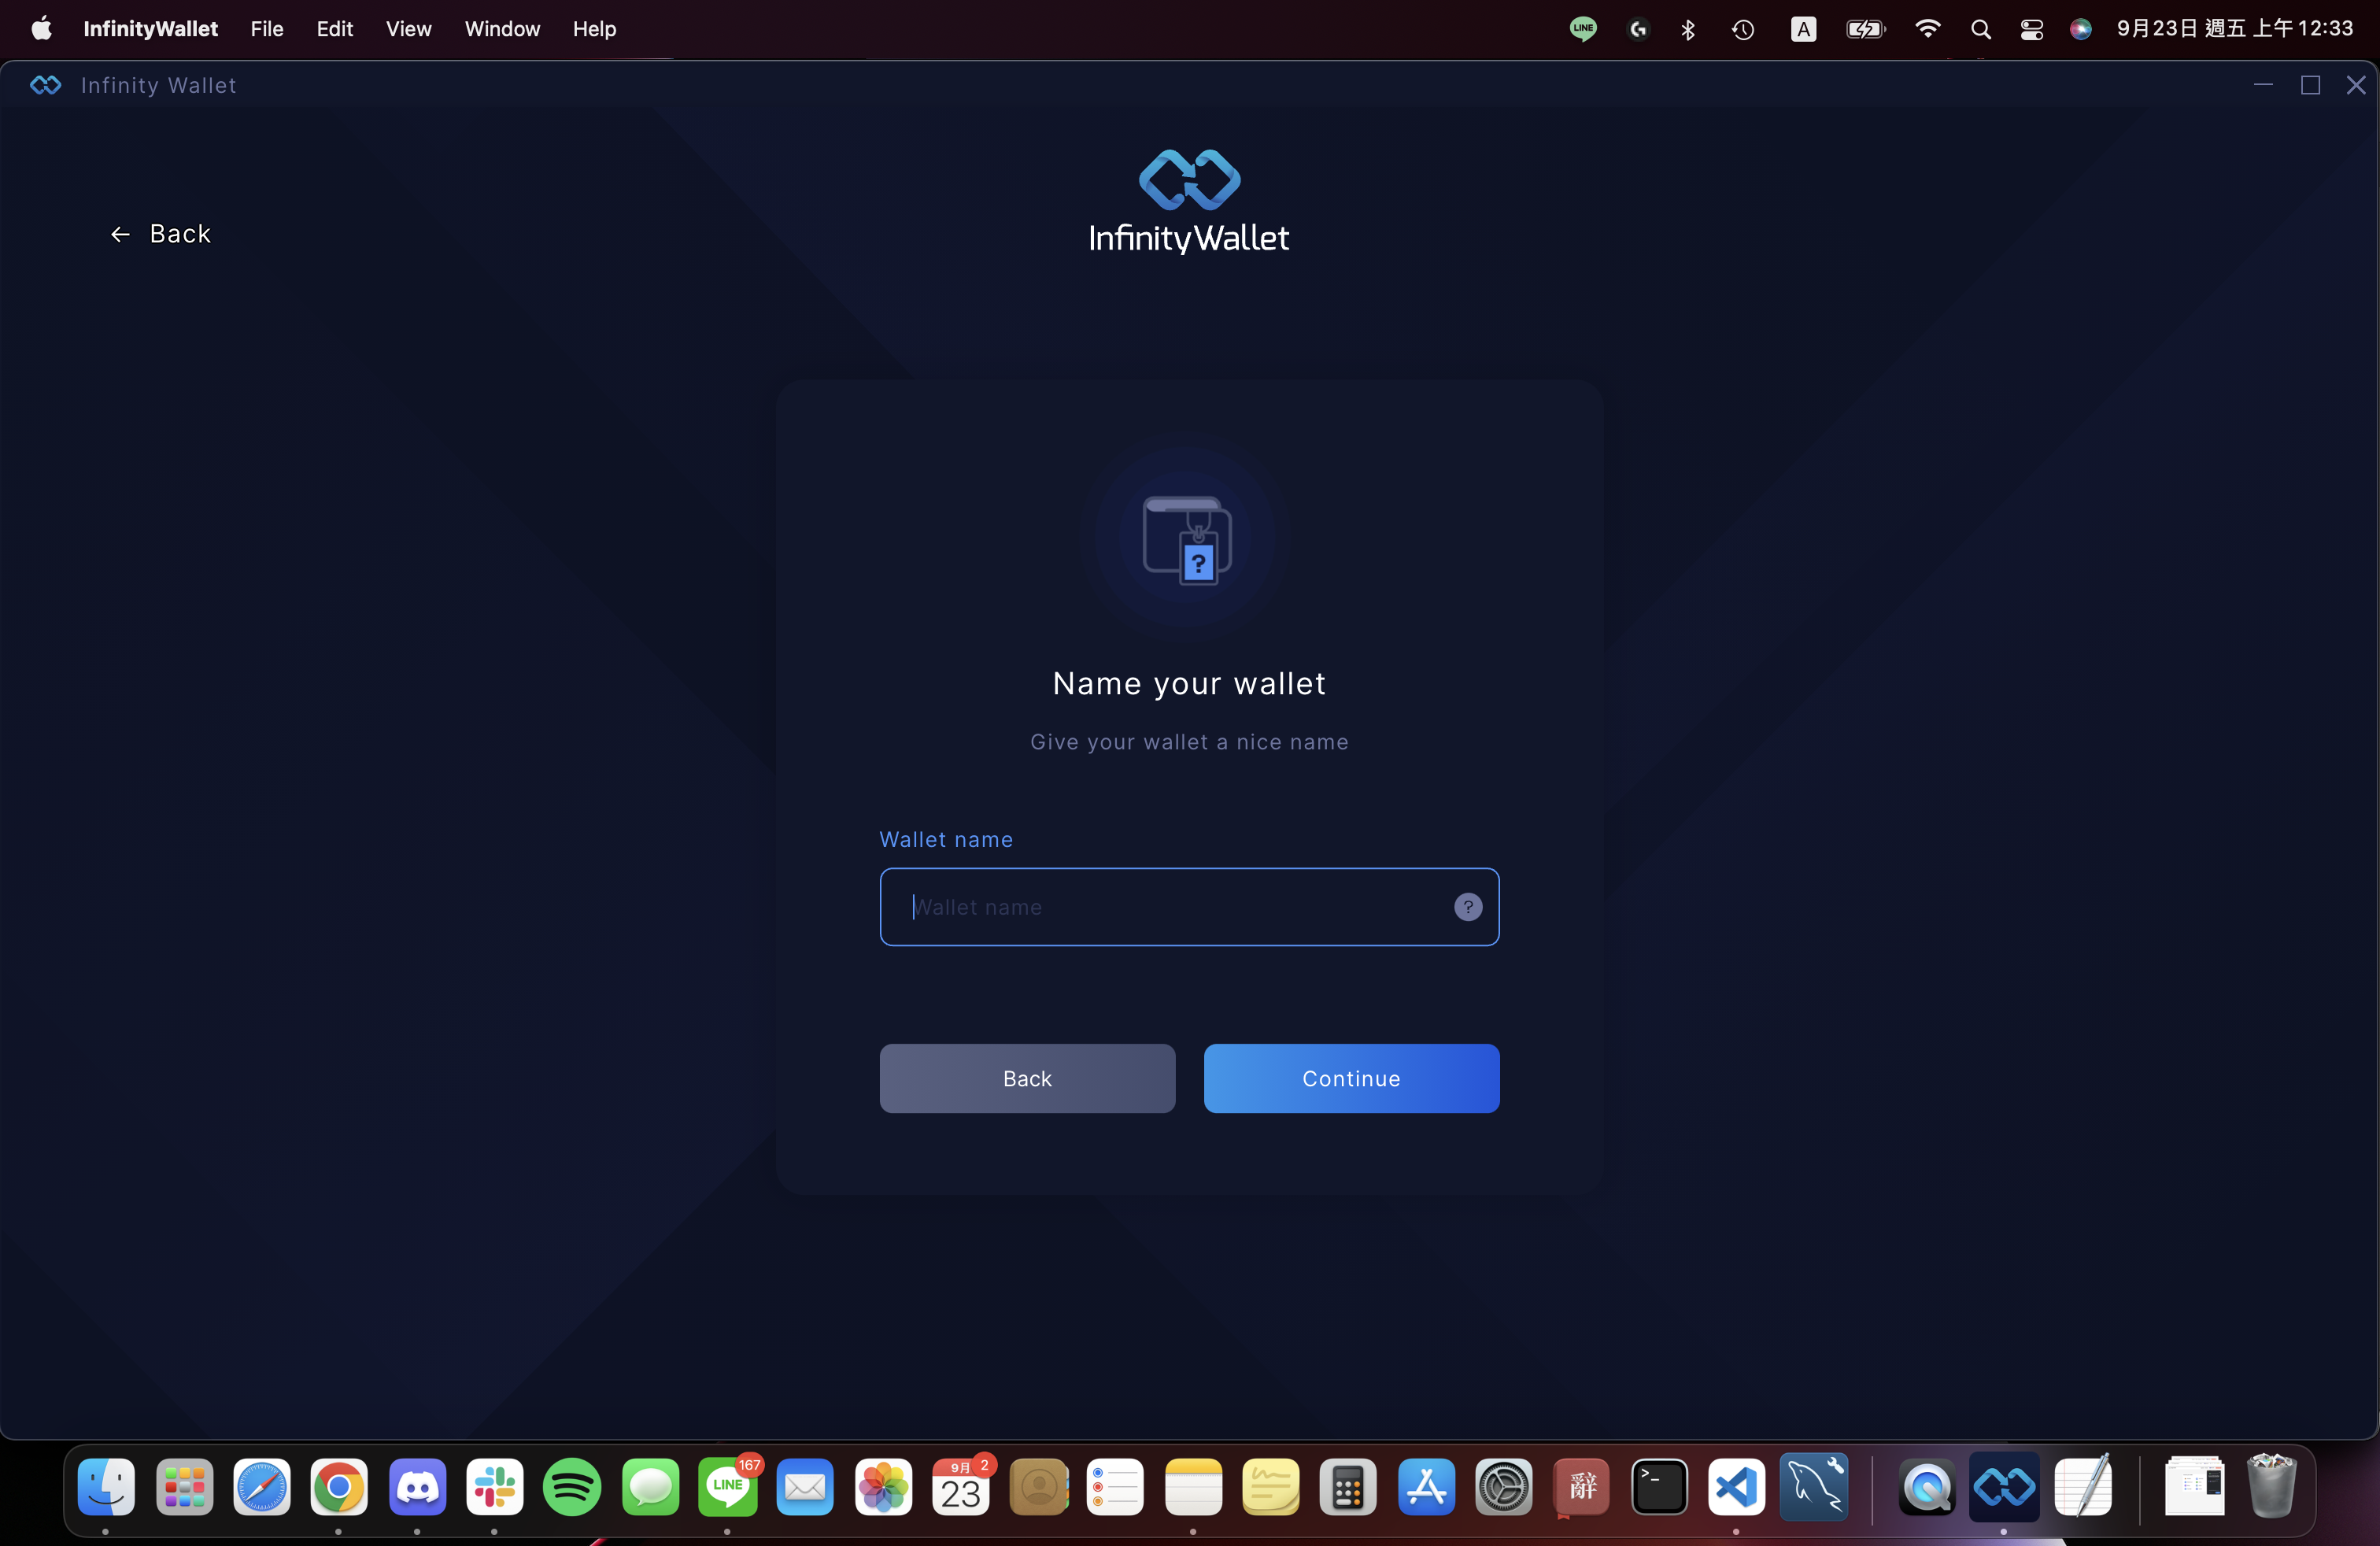 InfinityWallet File Edit View Window Help LINE A 9月23日 週五 上午12:33
Infinity Wallet
InfinityWallet
← Back
?
Name your wallet
Give your wallet a nice name
Wallet name
Wallet name ?
Back Continue
LINE 167 9月 23 2 辭 >_